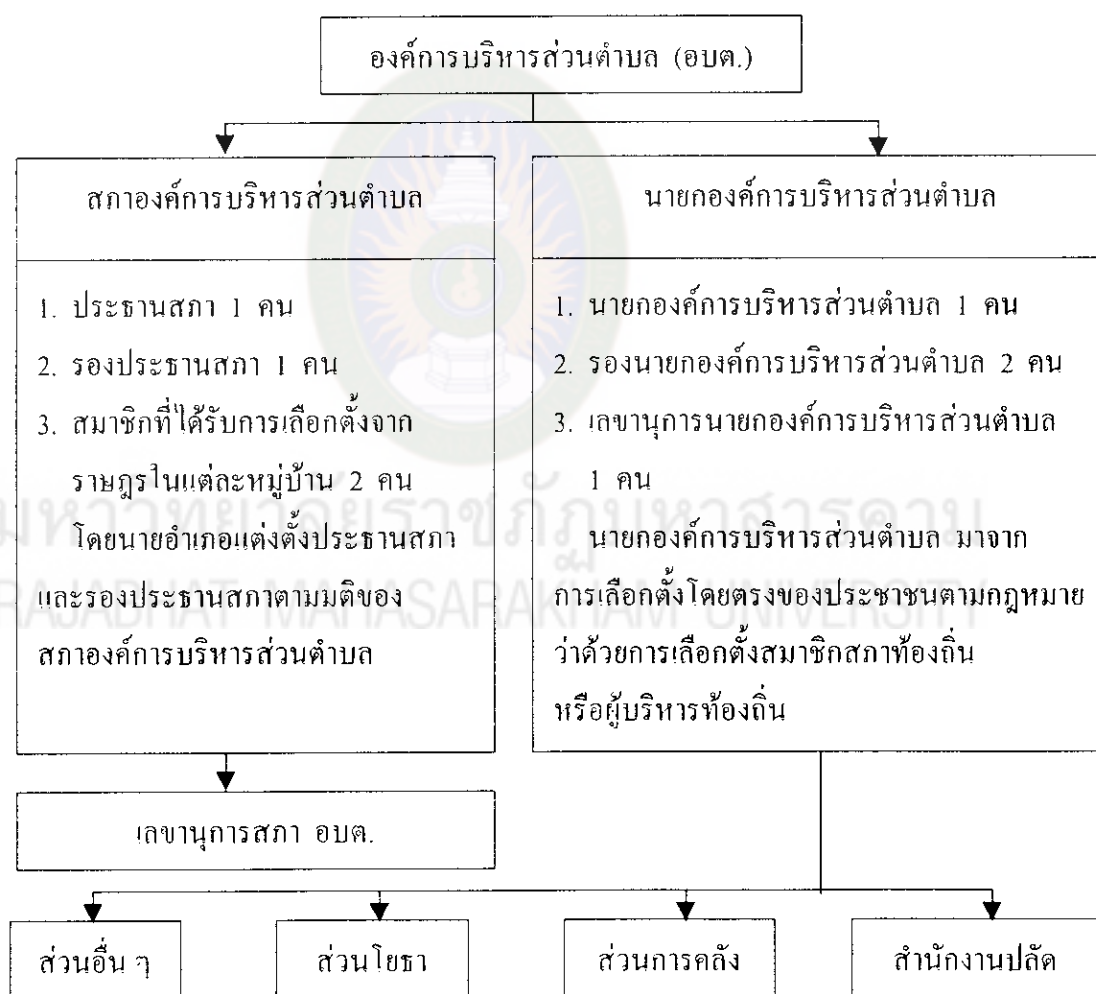 องค์การบริหารส่วนตำบล (อบต.)
สภาองค์การบริหารส่วนตำบล
1. ประธานสภา 1 คน
2. รองประธานสภา 1 คน
3. สมาชิกที่ได้รับการเลือกตั้งจาก
ราษฎรในแต่ละหมู่บ้าน 2 คน
โดยนายอำเภอแต่งตั้งประธานสภา
และรองประธานสภาตามมติของ
สภาองค์การบริหารส่วนตำบล
นายกองค์การบริหารส่วนตำบล
1. นายกองค์การบริหารส่วนตำบล 1 คน
2. รองนายกองค์การบริหารส่วนตำบล 2 คน
3. เลขานุการนายกองค์การบริหารส่วนตำบล
1 คน
นายกองค์การบริหารส่วนตำบล มาจาก
การเลือกตั้งโดยตรงของประชาชนตามกฎหมาย
ว่าด้วยการเลือกตั้งสมาชิกสภาท้องถิ่น
หรือผู้บริหารท้องถิ่น
มหาวิทยาลัยราชภัฏมหาสารคาม
RAJABHAT MAHASARAKHAM UNIVERSITY
เลขานุการสภา อบต.
ส่วนอื่น ๆ
ส่วนโยธา
ส่วนการคลัง
สำนักงานปลัด